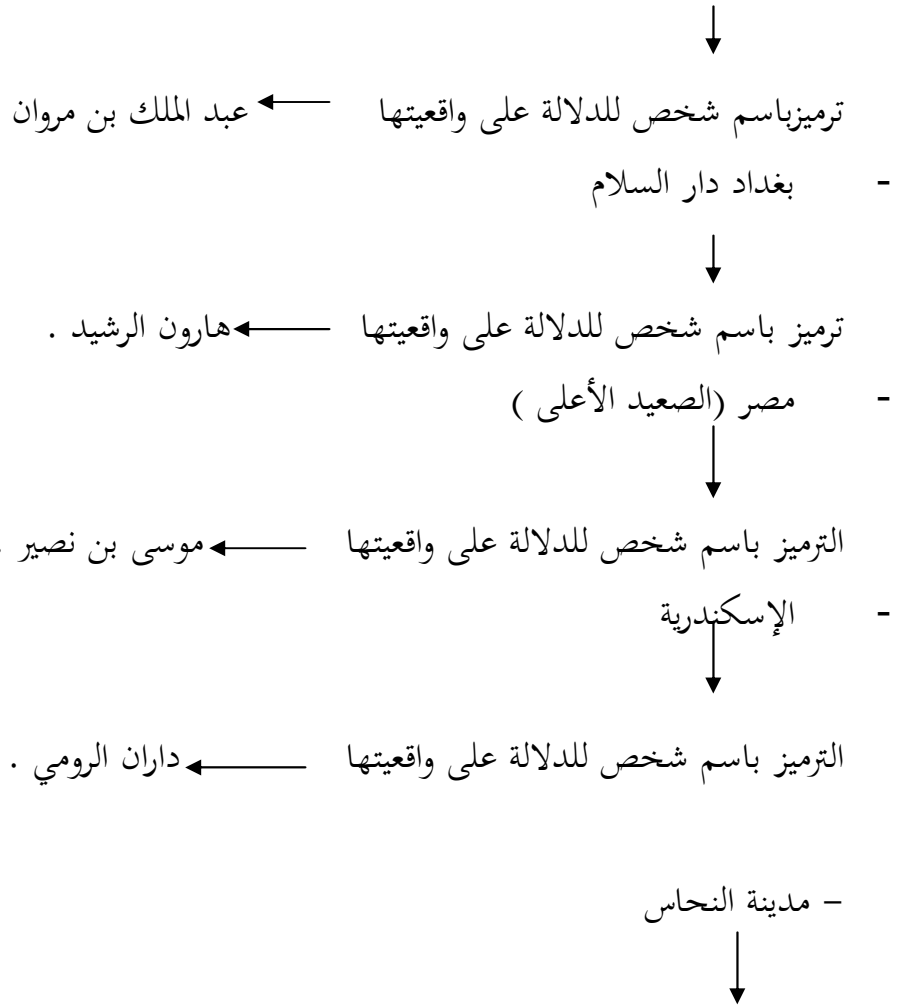 ترميزباسم شخص للدلالة على واقعيتها عبد الملك بن مروان
- بغداد دار السلام
ترميز باسم شخص للدلالة على واقعيتها هارون الرشيد .
- مصر (الصعيد الأعلى )
الترميز باسم شخص للدلالة على واقعيتها موسى بن نصير .
- الإسكندرية
الترميز باسم شخص للدلالة على واقعيتها داران الرومي .
– مدينة النحاس